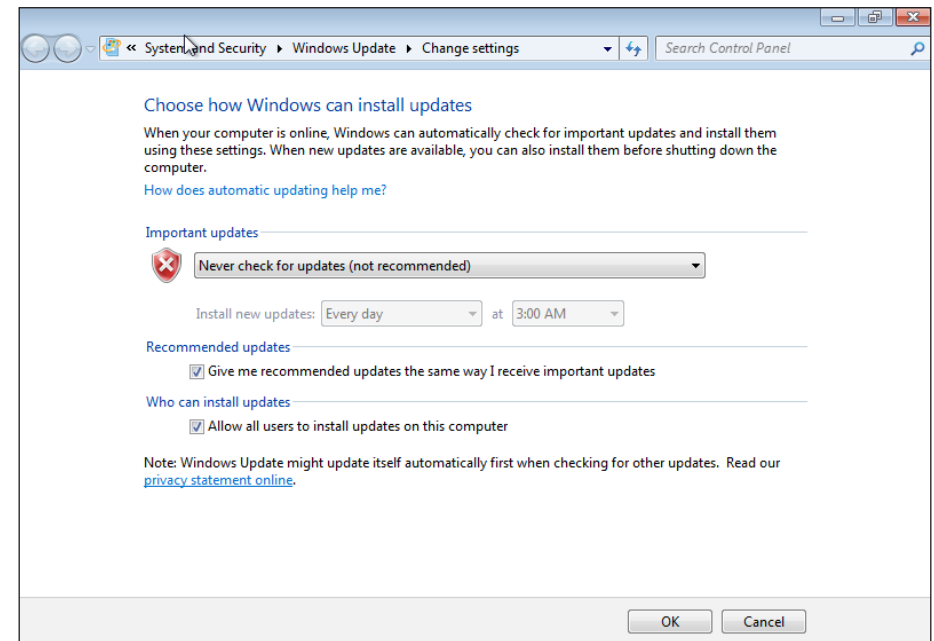 « System and Security ▸ Windows Update ▸ Change settings Search Control Panel
Choose how Windows can install updates
When your computer is online, Windows can automatically check for important updates and install them
using these settings. When new updates are available, you can also install them before shutting down the
computer.
How does automatic updating help me?
Important updates
Never check for updates (not recommended)
Install new updates: Every day at 3:00 AM
Recommended updates
Give me recommended updates the same way I receive important updates
Who can install updates
Allow all users to install updates on this computer
Note: Windows Update might update itself automatically first when checking for other updates. Read our
privacy statement online.
OK Cancel